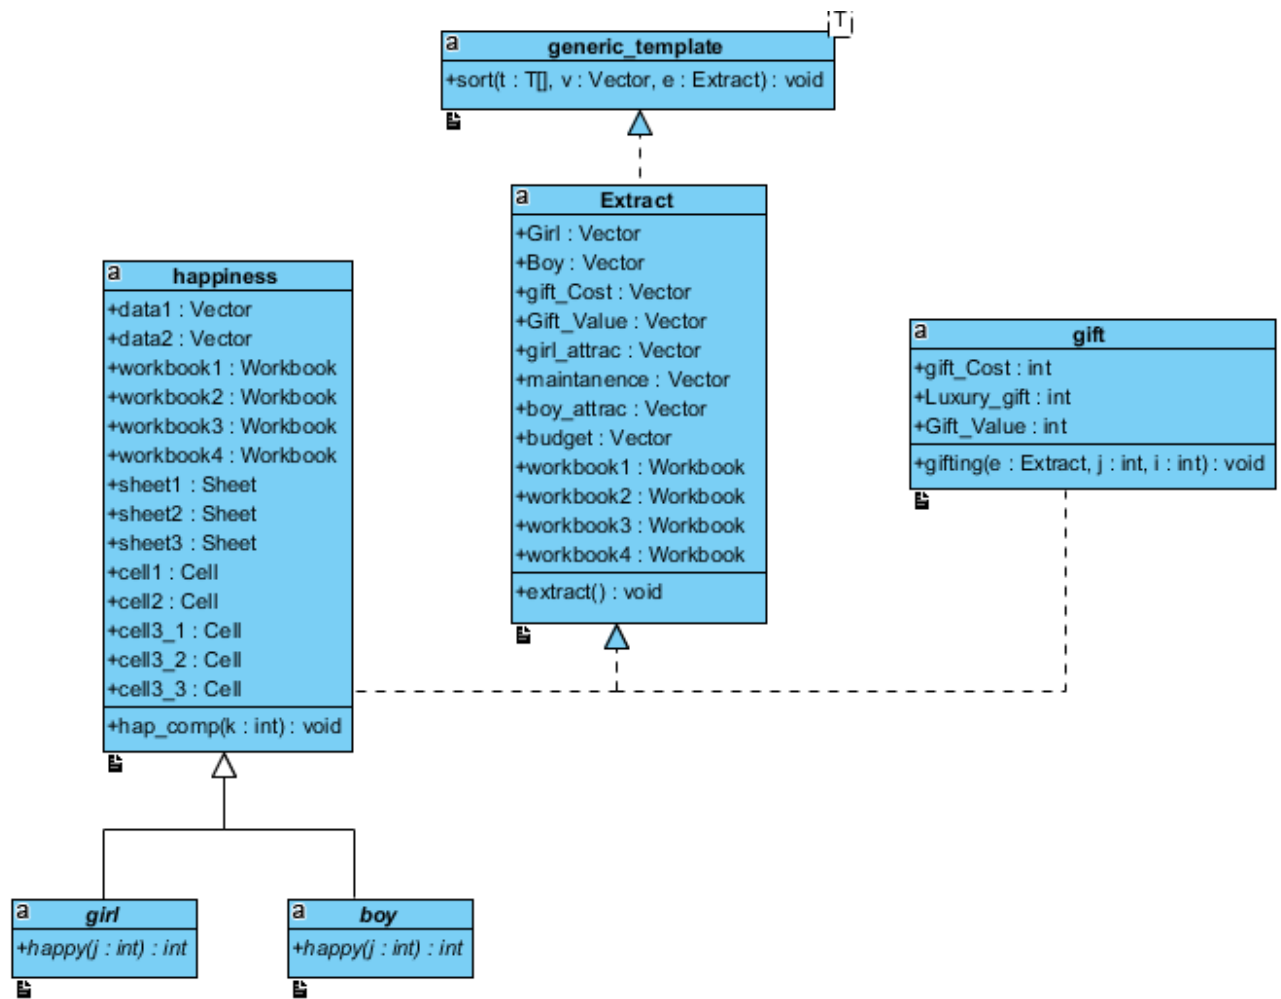 T
a
generic_template
+sort(t : T[], v : Vector, e : Extract) : void
a
Extract
+Girl : Vector
+Boy : Vector
+gift_Cost : Vector
+Gift_Value : Vector
+girl_attrac : Vector
+maintanence : Vector
+boy_attrac : Vector
+budget : Vector
+workbook1 : Workbook
+workbook2 : Workbook
+workbook3 : Workbook
+workbook4 : Workbook
+extract() : void
a
happiness
+data1 : Vector
+data2 : Vector
+workbook1 : Workbook
+workbook2 : Workbook
+workbook3 : Workbook
+workbook4 : Workbook
+sheet1 : Sheet
+sheet2 : Sheet
+sheet3 : Sheet
+cell1 : Cell
+cell2 : Cell
+cell3_1 : Cell
+cell3_2 : Cell
+cell3_3 : Cell
+hap_comp(k : int) : void
a
gift
+gift_Cost : int
+Luxury_gift : int
+Gift_Value : int
+gifting(e : Extract, j : int, i : int) : void
a
girl
+happy(j : int) : int
a
boy
+happy(j : int) : int